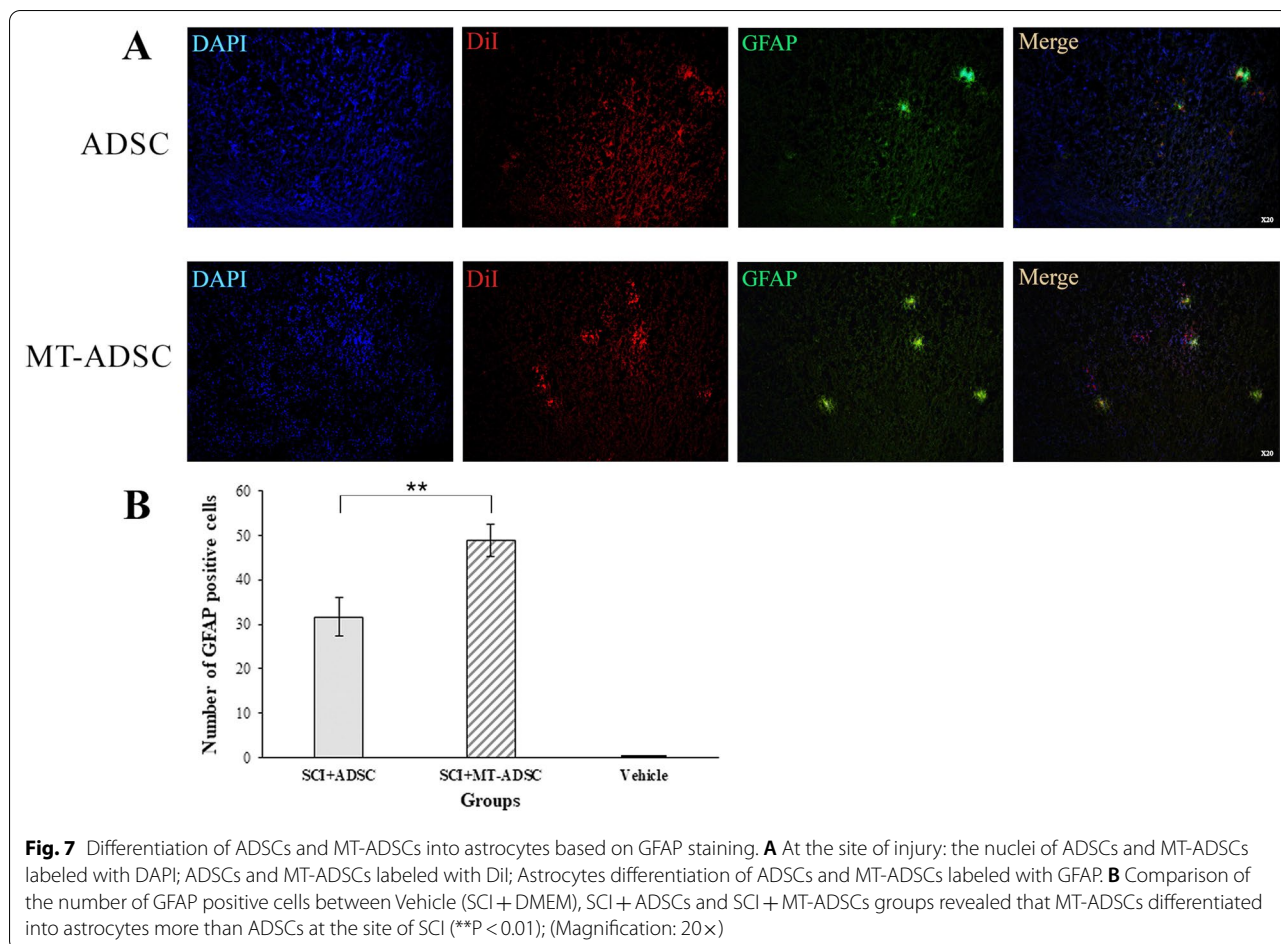 A
DAPI
DiI
GFAP
Merge
ADSC
X20
DAPI
DiI
GFAP
Merge
MT-ADSC
X20
B
**
Number of GFAP positive cells
60
50
40
30
20
10
0
SCI+ADSC
SCI+MT-ADSC
Vehicle
Groups
Fig. 7 Differentiation of ADSCs and MT-ADSCs into astrocytes based on GFAP staining. A At the site of injury: the nuclei of ADSCs and MT-ADSCs
labeled with DAPI; ADSCs and MT-ADSCs labeled with DiI; Astrocytes differentiation of ADSCs and MT-ADSCs labeled with GFAP. B Comparison of
the number of GFAP positive cells between Vehicle (SCI + DMEM), SCI + ADSCs and SCI + MT-ADSCs groups revealed that MT-ADSCs differentiated
into astrocytes more than ADSCs at the site of SCI (**P < 0.01); (Magnification: 20×)